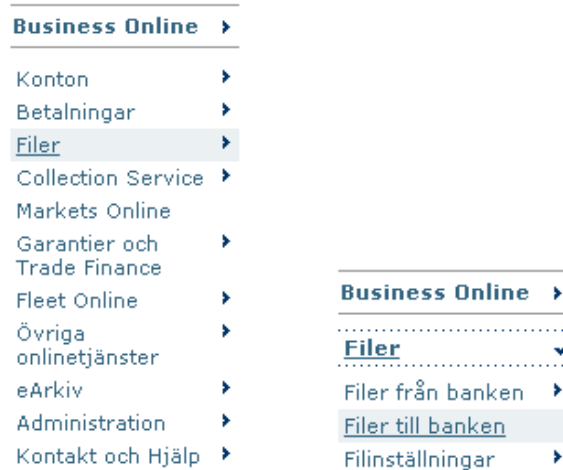 Business Online
Konton
Betalningar
Filer
Collection Service
Markets Online
Garantier och
Trade Finance
Fleet Online
Övriga
onlinetjänster
eArkiv
Administration
Kontakt och Hjälp
Business Online
Filer
Filer från banken
Filer till banken
Filinställningar